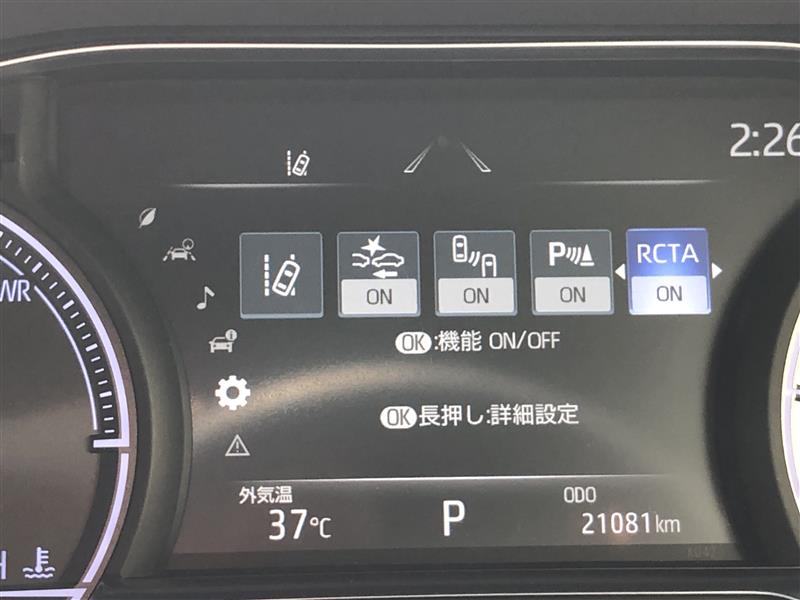 2:26
WR
P
RCTA
ON ON ON ON
OK:機能 ON/OFF
OK長押し:詳細設定
外気温
37℃
P
ODO
21081km
H